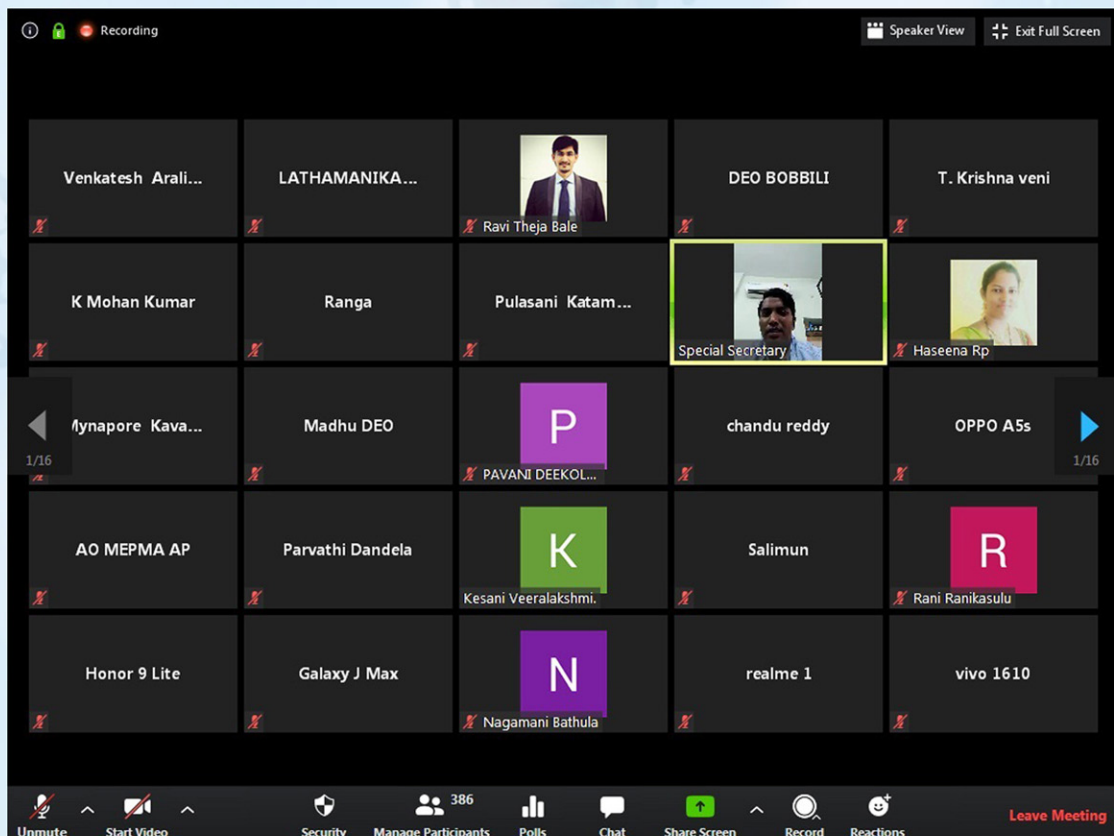 Recording
Speaker View
Exit Full Screen
Venkatesh Arali...
LATHAMANIKA...
Ravi Theja Bale
DEO BOBBILI
T. Krishna veni
K Mohan Kumar
Ranga
Pulasani Katam...
Special Secretary
Haseena Rp
Mynapore Kava...
Madhu DEO
P
PAVANI DEEKOL...
chandu reddy
OPPO A5s
1/16
1/16
AO MEPMA AP
Parvathi Dandela
K
Kesani Veeralakshmi.
Salimun
R
Rani Ranikasulu
Honor 9 Lite
Galaxy J Max
N
Nagamani Bathula
realme 1
vivo 1610
Unmute
Start Video
Security
386
Manage Participants
Polls
Chat
Share Screen
Record
Reactions
Leave Meeting